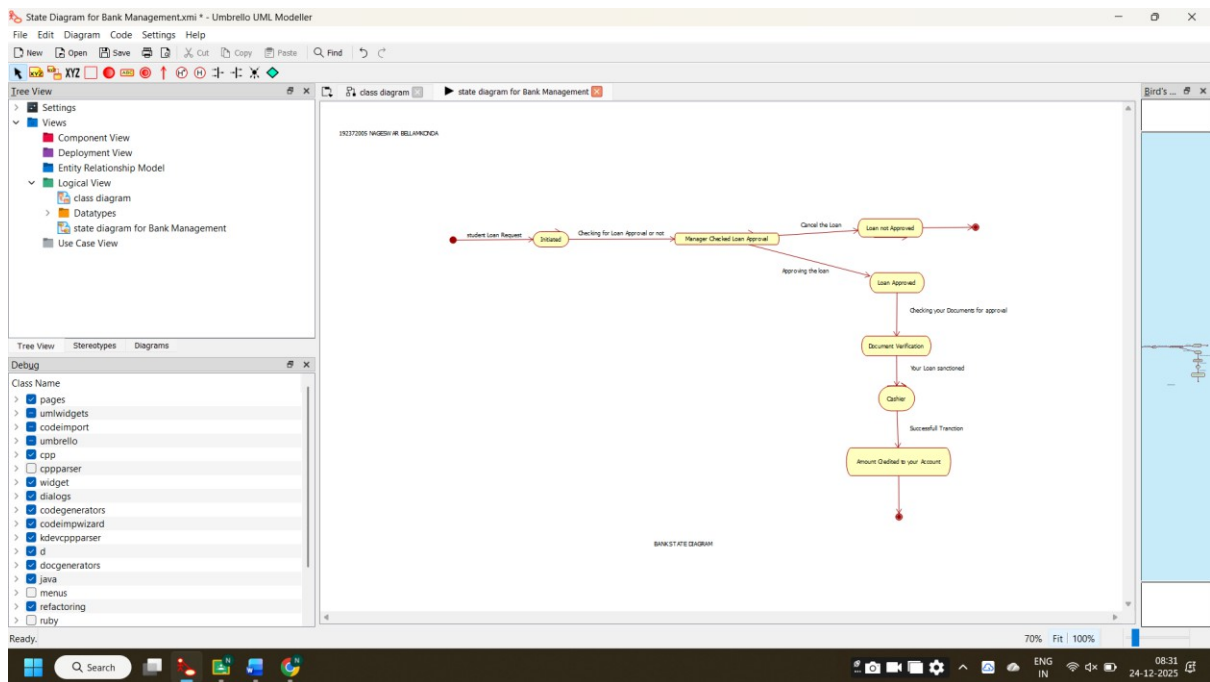 State Diagram for Bank Management.xmi * - Umbrello UML Modeller
File Edit Diagram Code Settings Help
New Open Save Cut Copy Paste Find
XYZ XYZ ABC H* H
Tree View
Settings
Views
Component View
Deployment View
Entity Relationship Model
Logical View
class diagram
Datatypes
state diagram for Bank Management
Use Case View
Tree View Stereotypes Diagrams
Debug
Class Name
pages
umlwidgets
codeimport
umbrello
cpp
cppparser
widget
dialogs
codegenerators
codeimpwizard
kdevcppparser
d
docgenerators
java
menus
refactoring
ruby
class diagram state diagram for Bank Management
192372005 NAGESWAR BELLAMKONDA
student Loan Request
Initiated
Checking for Loan Approval or not
Manager Checked Loan Approval
Cancel the Loan
Loan not Approved
Approving the loan
Loan Approved
Checking your Documents for approval
Document Verification
Your Loan sanctioned
Cashier
Successfull Tranction
Amount Credited to your Account
BANK STATE DIAGRAM
Bird's ...
Ready.
70% Fit 100%
Search
ENG
IN
08:31
24-12-2025